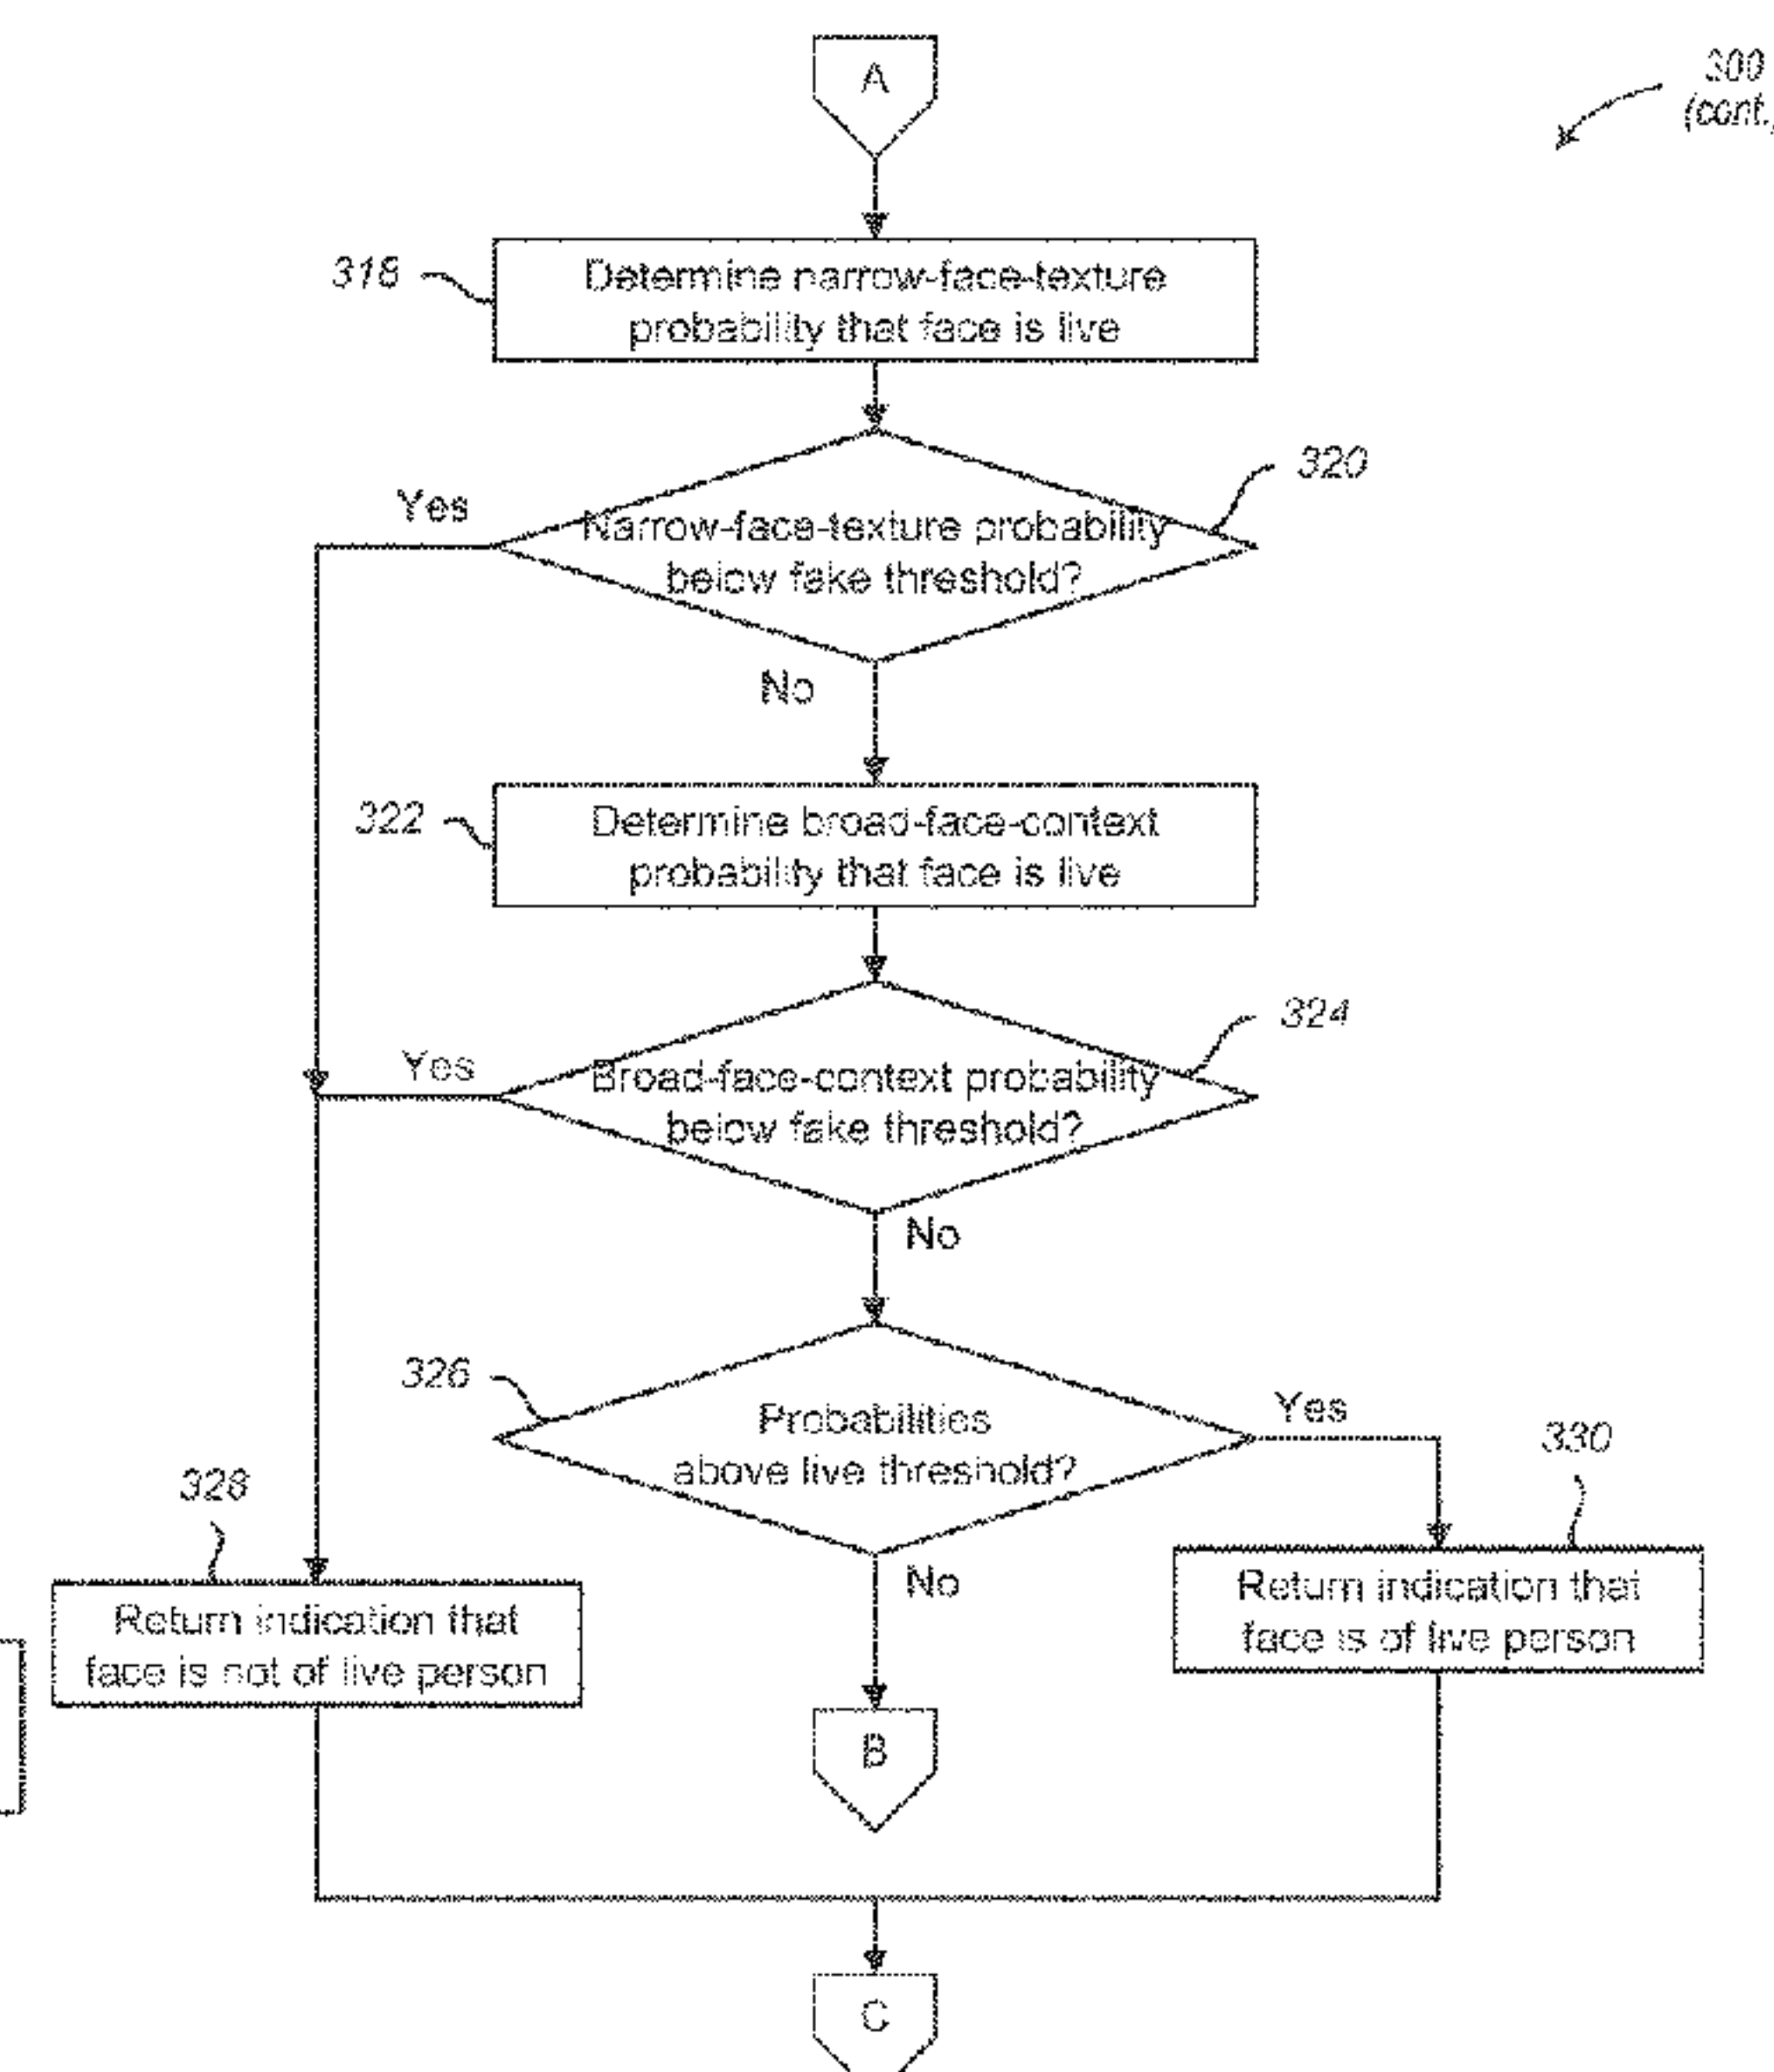 A
300
(cont.,
318
Determine narrow-face-texture
probability that face is live
320
Yes
Narrow-face-texture probability
below fake threshold?
No
322
Determine broad-face-context
probability that face is live
324
Yes
Broad-face-context probability
below fake threshold?
No
326
Probabilities
above live threshold?
Yes
330
328
No
Return indication that
face is of live person
Return indication that
face is not of live person
B
C